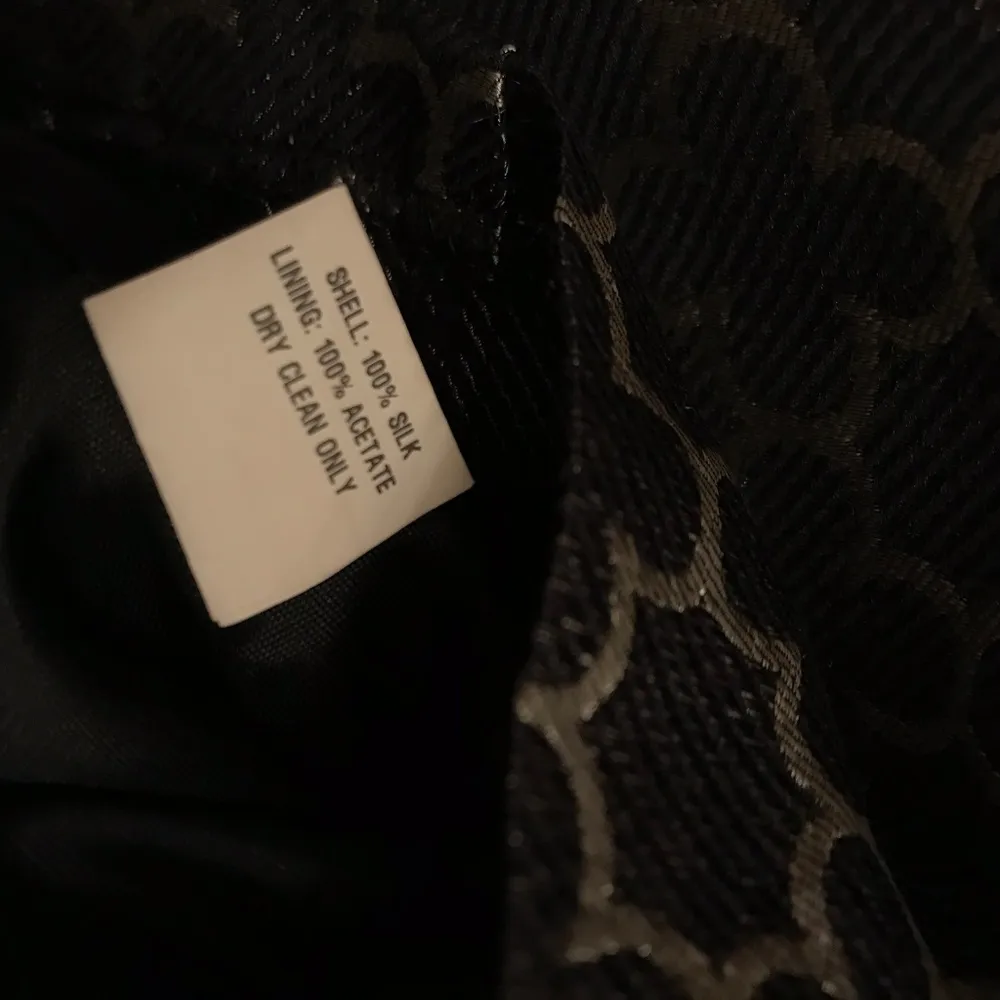 SHELL: 100% SILK
LINING: 100% ACETATE
DRY CLEAN ONLY